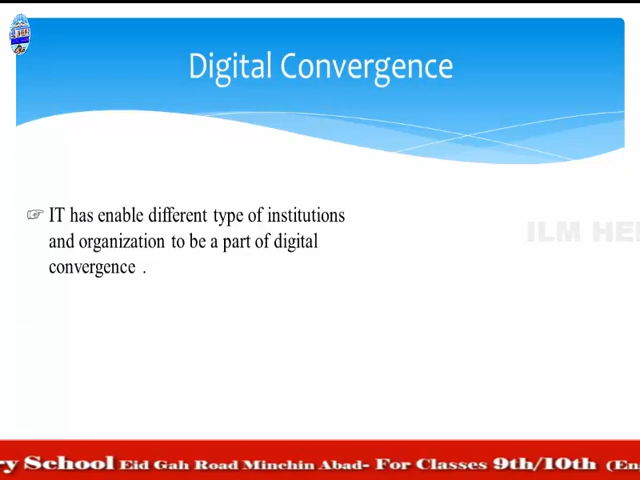 Digital Convergence
IT has enable different type of institutions
and organization to be a part of digital
convergence .
ILM HE
ry School Eid Gah Road Minchin Abad- For Classes 9th/10th (En